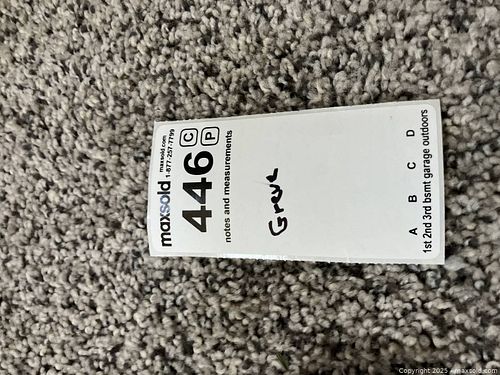 maxsold
maxsold.com
1-877-257-7799
446
C
P
notes and measurements
A B C D
1st 2nd 3rd bsmt garage outdoors
Copyright 2025 - maxsold.com